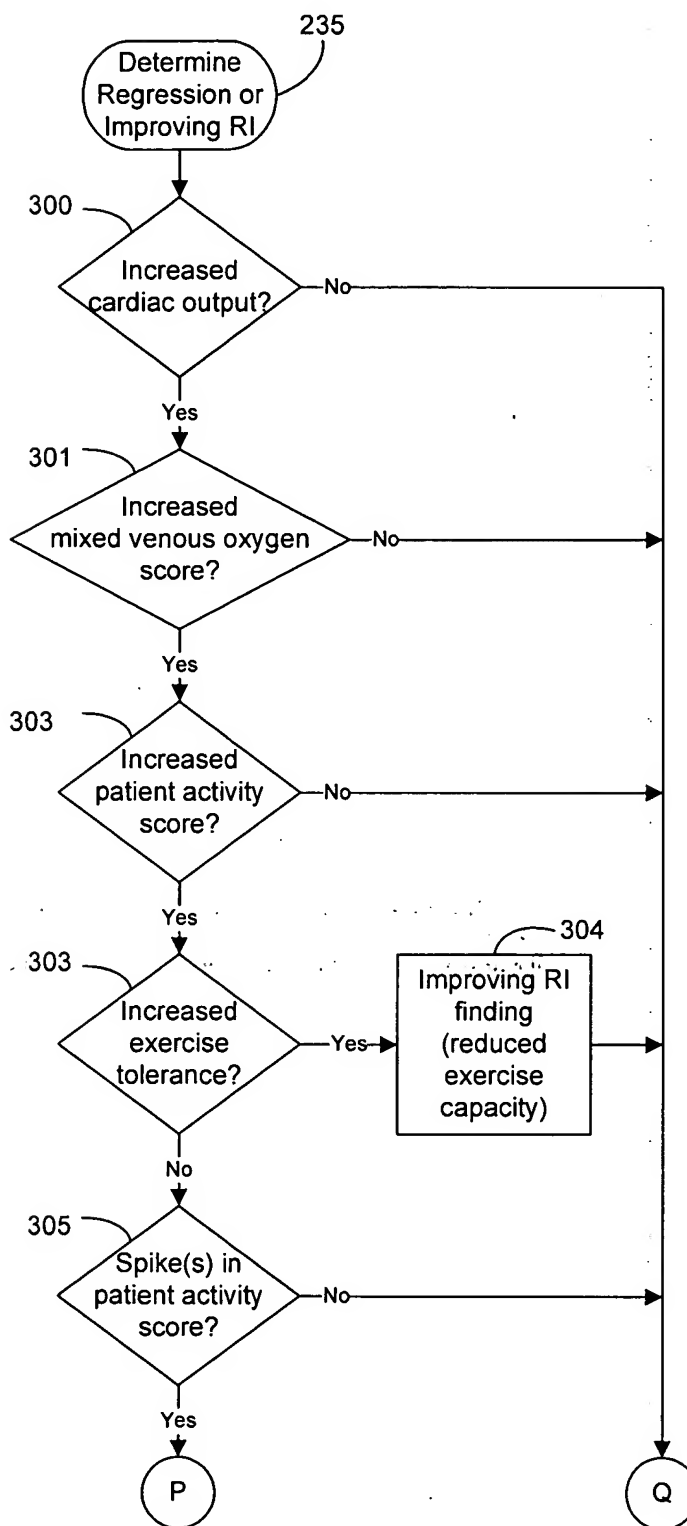 235
Determine
Regression or
Improving RI
300
Increased
cardiac output?
No
Yes
301
Increased
mixed venous oxygen
score?
No
Yes
303
Increased
patient activity
score?
No
Yes
303
Increased
exercise
tolerance?
Yes
304
Improving RI
finding
(reduced
exercise
capacity)
No
305
Spike(s) in
patient activity
score?
No
Yes
P
Q